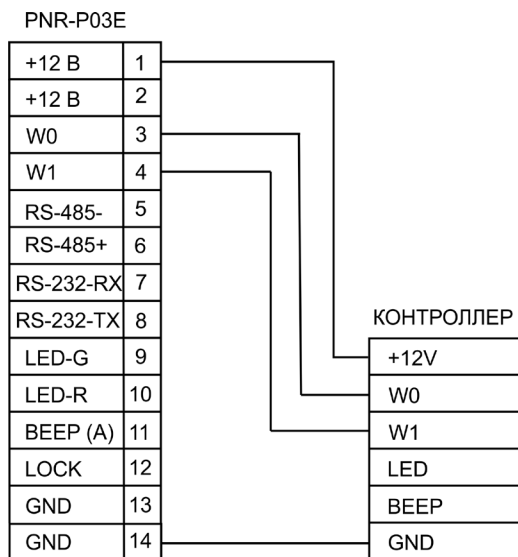 PNR-P03E
+12 В 1
+12 В 2
W0 3
W1 4
RS-485- 5
RS-485+ 6
RS-232-RX 7
RS-232-TX 8
LED-G 9
LED-R 10
BEEP (A) 11
LOCK 12
GND 13
GND 14
КОНТРОЛЛЕР
+12V
W0
W1
LED
BEEP
GND